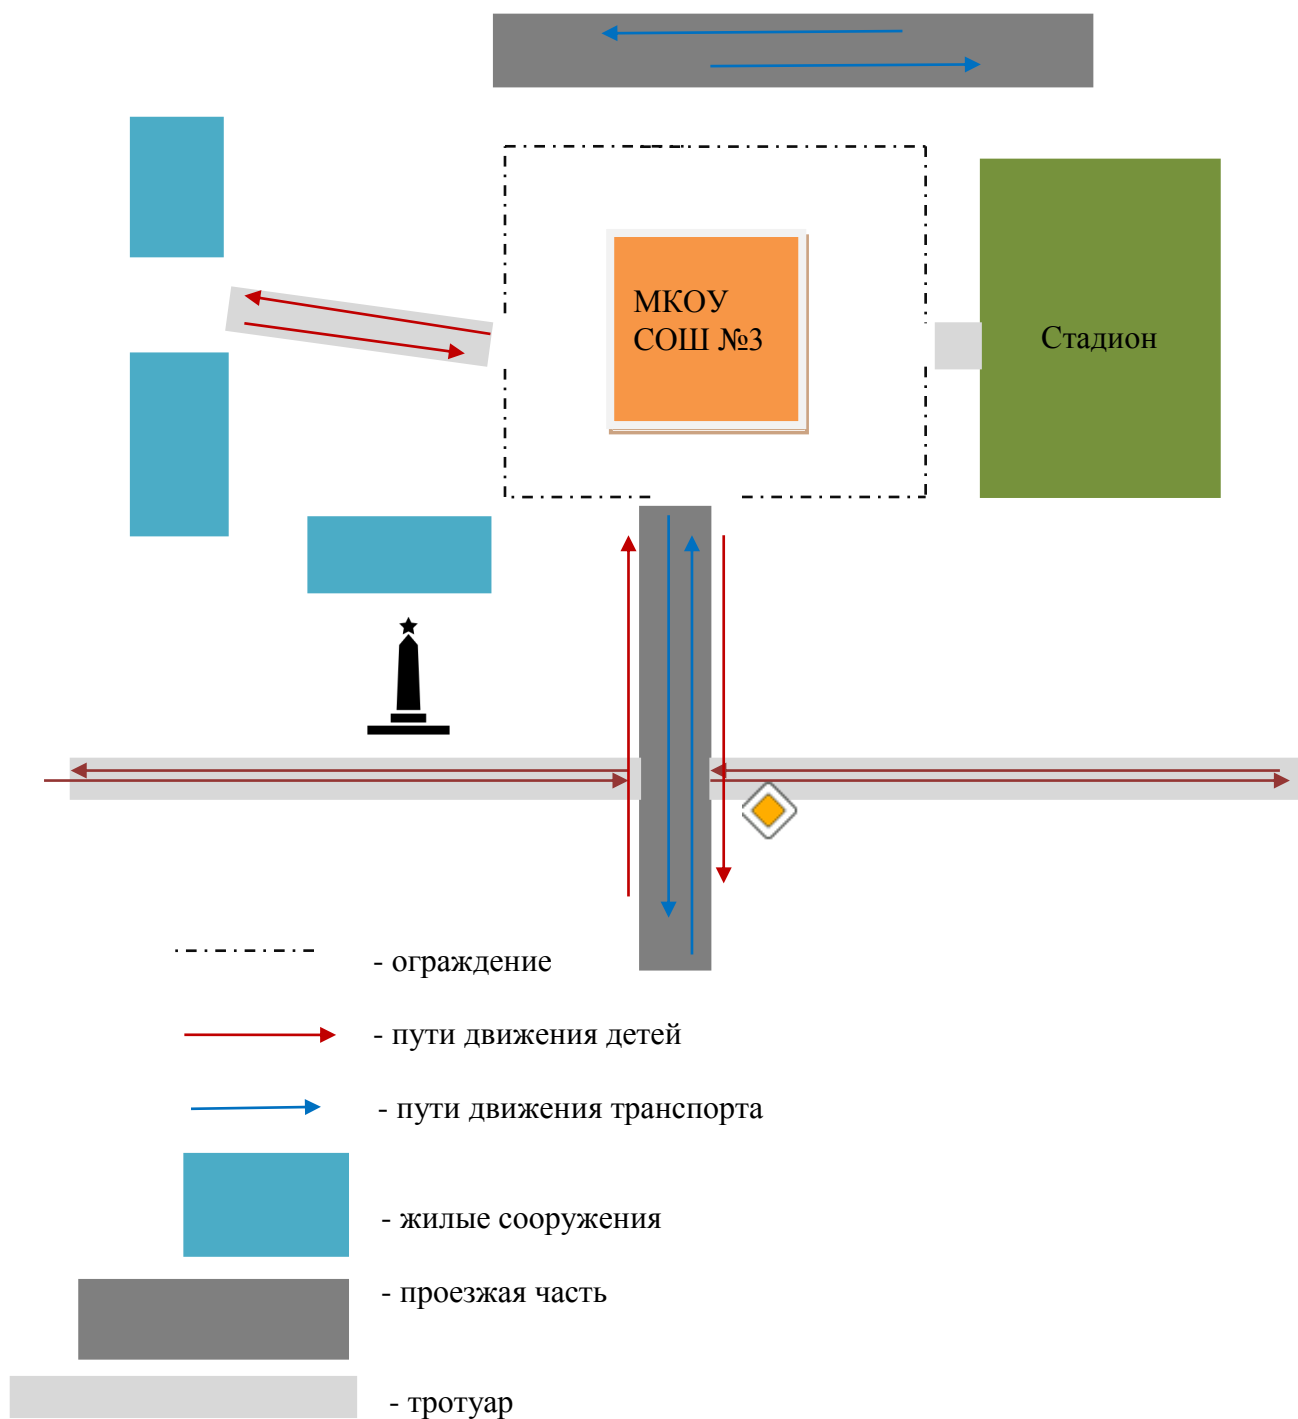 МКОУ
СОШ №3
Стадион
- ограждение
- пути движения детей
- пути движения транспорта
- жилые сооружения
- проезжая часть
- тротуар